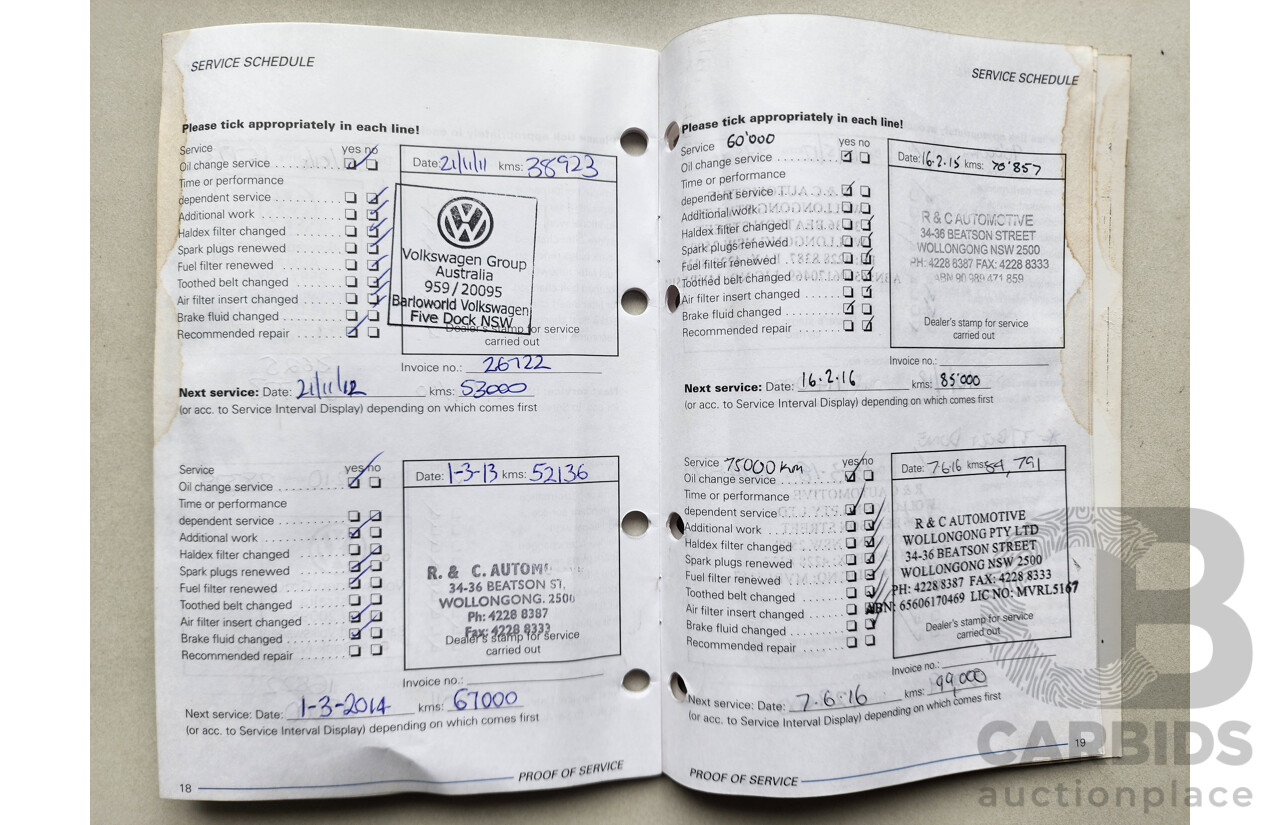 SERVICE SCHEDULE
Please tick appropriately in each line!
Service yes no
Oil change service
Time or performance
dependent service
Additional work
Haldex filter changed
Spark plugs renewed
Fuel filter renewed
Toothed belt changed
Air filter insert changed
Brake fluid changed
Recommended repair
Date: 21/11/11 kms: 38923
Volkswagen Group
Australia
959 / 20095
Barloworld Volkswagen
Five Dock NSW
Dealer's stamp for service
carried out
Invoice no.: 26722
Next service: Date: 21/11/12 kms: 53000
(or acc. to Service Interval Display) depending on which comes first
Service yes no
Oil change service
Time or performance
dependent service
Additional work
Haldex filter changed
Spark plugs renewed
Fuel filter renewed
Toothed belt changed
Air filter insert changed
Brake fluid changed
Recommended repair
Date: 1-3-13 kms: 52136
R. & C. AUTOM
34-36 BEATSON ST,
WOLLONGONG. 2500
Ph: 4228 8387
Fax: 4228 8333
Dealer's stamp for service
carried out
Invoice no.:
Next service: Date: 1-3-2014 kms: 67000
(or acc. to Service Interval Display) depending on which comes first
PROOF OF SERVICE
18
SERVICE SCHEDULE
Please tick appropriately in each line!
Service 60'000 yes no
Oil change service
Time or performance
dependent service
Additional work
Haldex filter changed
Spark plugs renewed
Fuel filter renewed
Toothed belt changed
Air filter insert changed
Brake fluid changed
Recommended repair
Date: 16.2.15 kms: 70'857
R & C AUTOMOTIVE
34-36 BEATSON STREET
WOLLONGONG NSW 2500
PH: 4228 8387 FAX: 4228 8333
ABN 90 989 471 859
Dealer's stamp for service
carried out
Invoice no.:
Next service: Date: 16.2.16 kms: 85'000
(or acc. to Service Interval Display) depending on which comes first
Service 75000 km yes no
Oil change service
Time or performance
dependent service
Additional work
Haldex filter changed
Spark plugs renewed
Fuel filter renewed
Toothed belt changed
Air filter insert changed
Brake fluid changed
Recommended repair
Date: 7616 kms: 84,791
R & C AUTOMOTIVE
WOLLONGONG PTY LTD
34-36 BEATSON STREET
WOLLONGONG NSW 2500
PH: 4228 8387 FAX: 4228 8333
ABN: 65606170469 LIC NO: MVRL5167
Dealer's stamp for service
carried out
Invoice no.:
Next service: Date: 7.6.16 kms: 99,000
(or acc. to Service Interval Display) depending on which comes first
PROOF OF SERVICE
19
CARBIDS
auctionplace